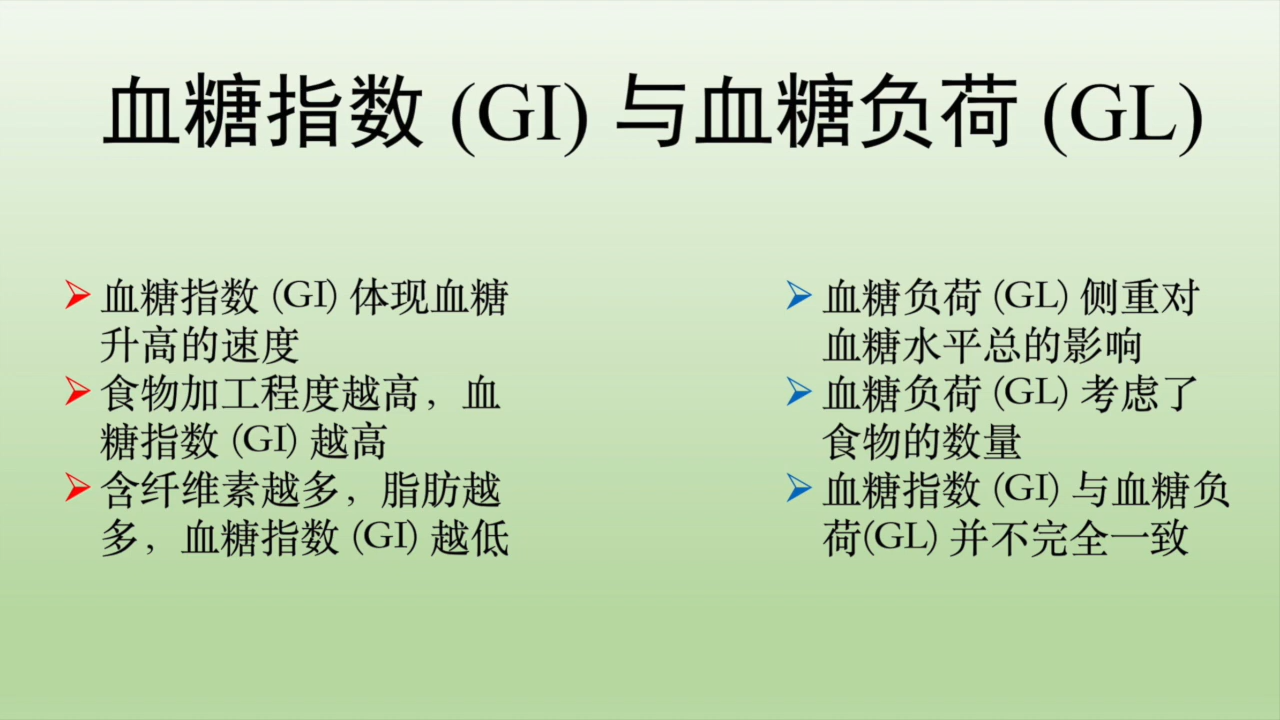 血糖指数 (GI) 与血糖负荷 (GL)
血糖指数 (GI) 体现血糖
升高的速度
食物加工程度越高，血
糖指数 (GI) 越高
含纤维素越多，脂肪越
多，血糖指数 (GI) 越低
血糖负荷 (GL) 侧重对
血糖水平总的影响
血糖负荷 (GL) 考虑了
食物的数量
血糖指数 (GI) 与血糖负
荷(GL) 并不完全一致